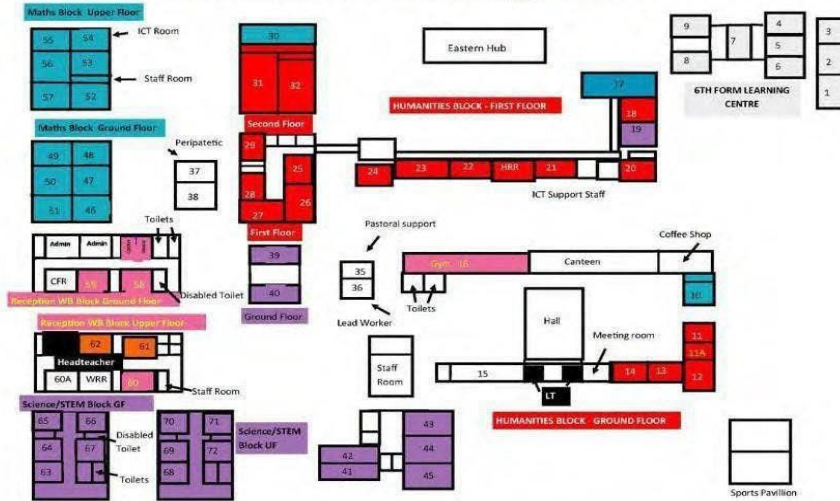 Maths Block Upper Floor
55
54
ICT Room
56
53
Staff Room
57
52
Maths Block Ground Floor
49
48
50
47
51
46
Peripatetic
37
38
30
31
32
Second Floor
29
25
28
26
27
First Floor
39
40
Ground Floor
Eastern Hub
HUMANITIES BLOCK - FIRST FLOOR
17
18
19
24
23
22
HRR
21
20
ICT Support Staff
9
8
7
4
5
6
6TH FORM LEARNING
CENTRE
3
2
1
Toilets
Admin
Admin
CFR
59
58
Disabled Toilet
Reception WB Block Ground Floor
Reception WB Block Upper Floor
62
61
Headteacher
60A
WRR
60
Staff Room
Pastoral support
35
36
Lead Worker
Gym 16
Canteen
Coffee Shop
Toilets
10
Hall
Meeting room
11
11A
12
15
14
13
LT
HUMANITIES BLOCK - GROUND FLOOR
Staff
Room
Science/STEM Block GF
65
66
Disabled
Toilet
64
67
63
Toilets
70
71
69
72
68
Science/STEM
Block UF
42
41
43
44
45
Sports Pavillion